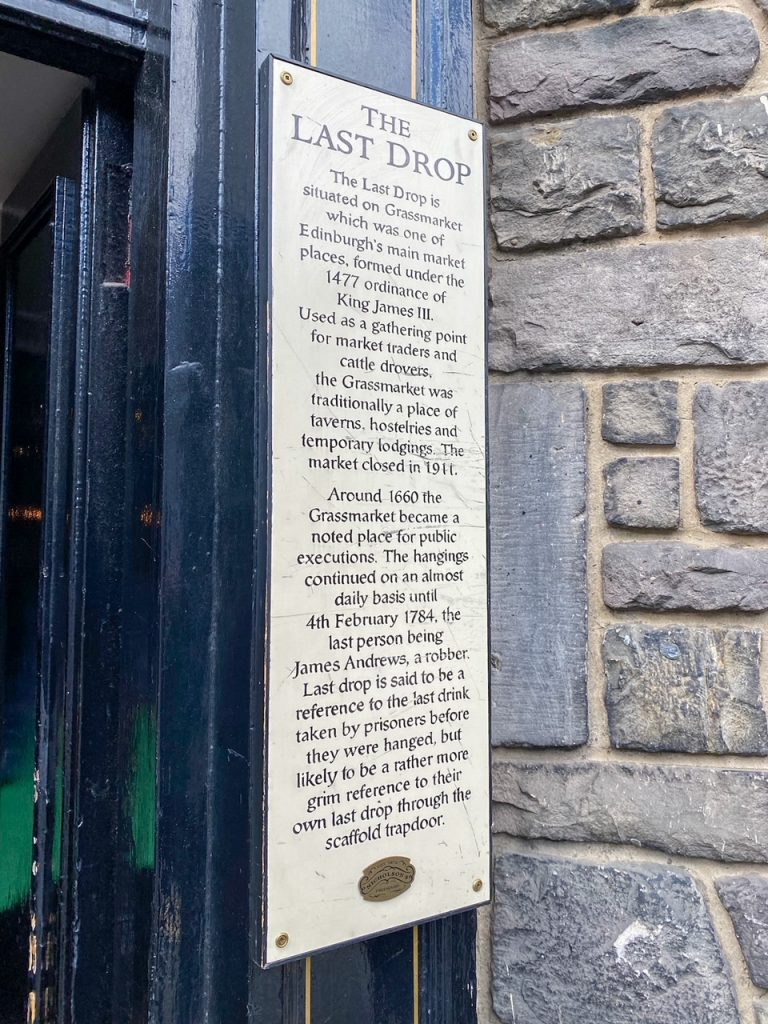 THE
LAST DROP
The Last Drop is
situated on Grassmarket
which was one of
Edinburgh's main market
places, formed under the
1477 ordinance of
King James III.
Used as a gathering point
for market traders and
cattle drovers,
the Grassmarket was
traditionally a place of
taverns, hostelries and
temporary lodgings. The
market closed in 1911.
Around 1660 the
Grassmarket became a
noted place for public
executions. The hangings
continued on an almost
daily basis until
4th February 1784, the
last person being
James Andrews, a robber.
Last drop is said to be a
reference to the last drink
taken by prisoners before
they were hanged, but
likely to be a rather more
grim reference to their
own last drop through the
scaffold trapdoor.
NICHOLSON'S